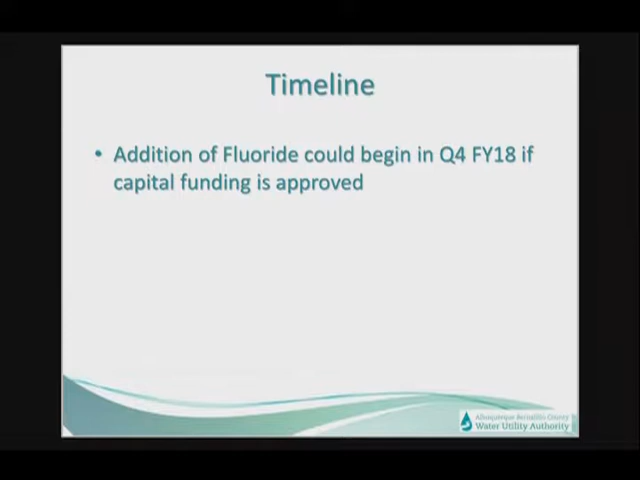 Timeline
• Addition of Fluoride could begin in Q4 FY18 if
capital funding is approved
Albuquerque Bernalillo County
Water Utility Authority